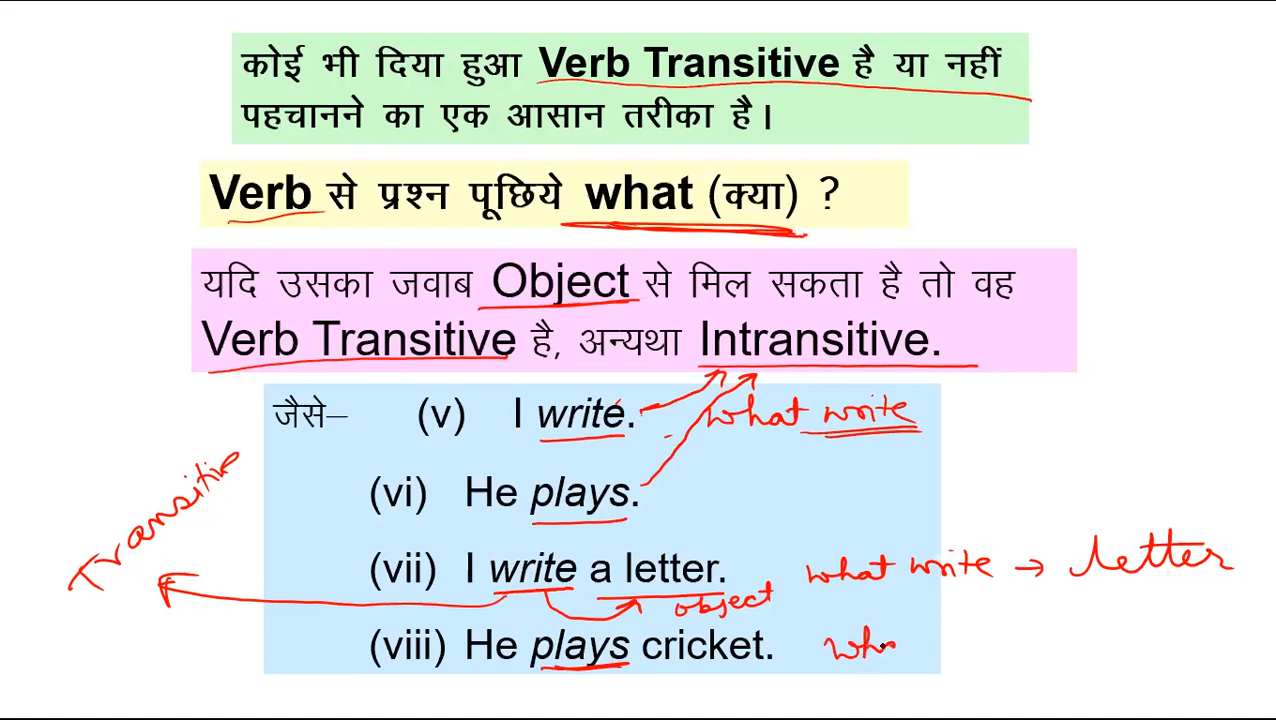 कोई भी दिया हुआ Verb Transitive है या नहीं
पहचानने का एक आसान तरीका है।
Verb से प्रश्न पूछिये what (क्या) ?
यदि उसका जवाब Object से मिल सकता है तो वह
Verb Transitive है, अन्यथा Intransitive.
जैसे– (v) I write. what write
(vi) He plays.
Transitive
(vii) I write a letter. what write → letter
object
(viii) He plays cricket. wha